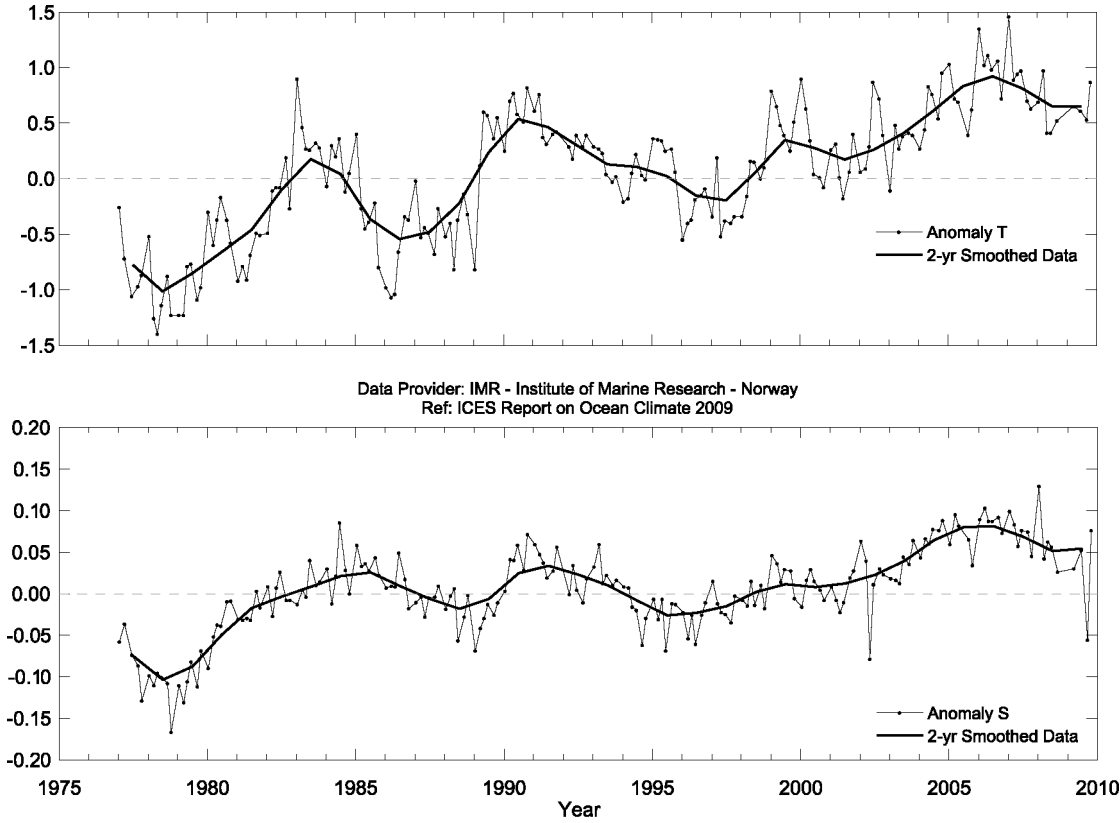 1.5
1.0
0.5
0.0
-0.5
-1.0
-1.5
Anomaly T
2-yr Smoothed Data
Data Provider: IMR - Institute of Marine Research - Norway
Ref: ICES Report on Ocean Climate 2009
0.20
0.15
0.10
0.05
0.00
-0.05
-0.10
-0.15
-0.20
Anomaly S
2-yr Smoothed Data
1975 1980 1985 1990 1995 2000 2005 2010
Year